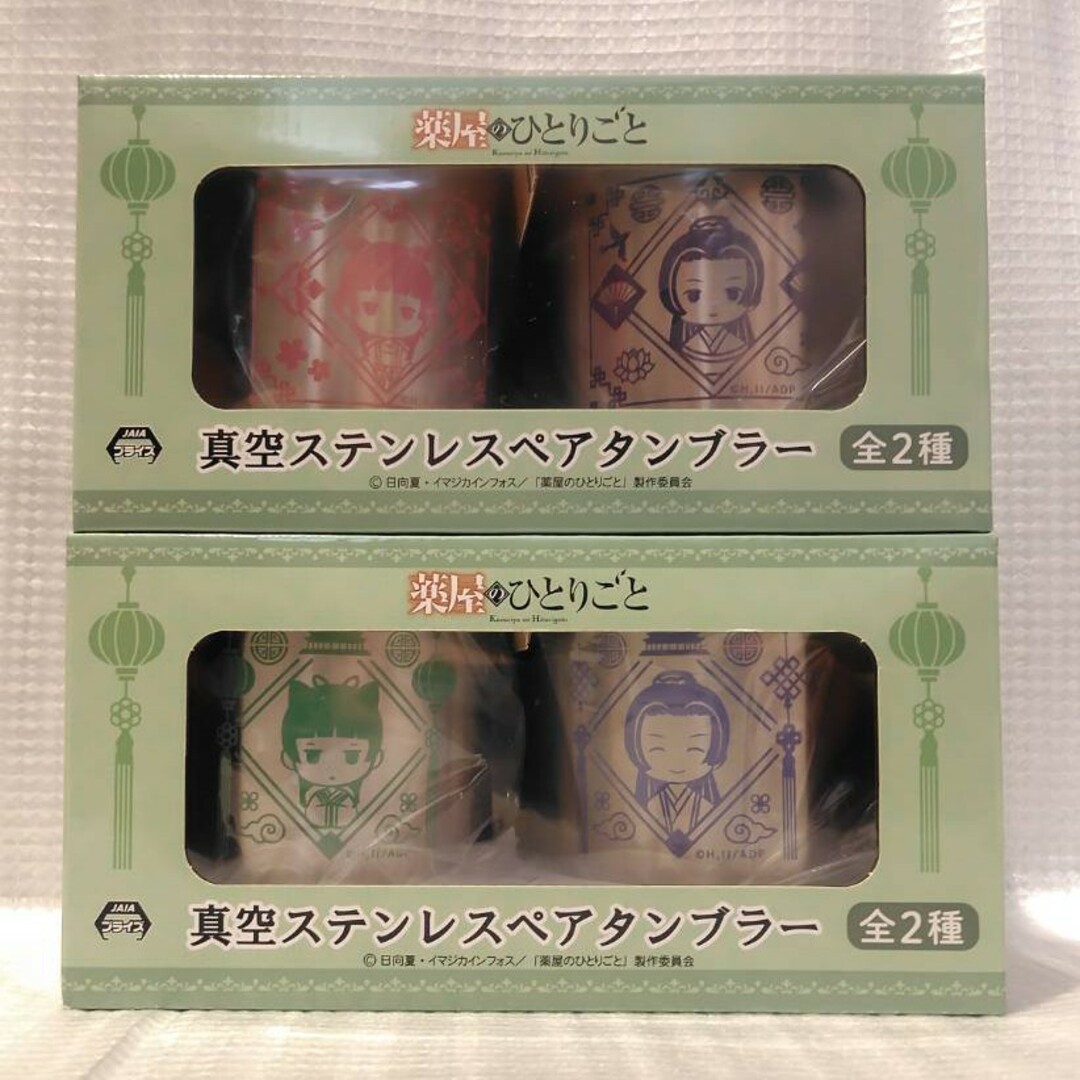 薬屋のひとりごと
Kusuriya no Hitorigoto
©H,II/ADP
JAIA
プライズ
真空ステンレスペアタンブラー 全2種
© 日向夏・イマジカインフォス/「薬屋のひとりごと」製作委員会
薬屋のひとりごと
Kusuriya no Hitorigoto
©H,II/ADP ©H,II/ADP
JAIA
プライズ
真空ステンレスペアタンブラー 全2種
© 日向夏・イマジカインフォス/「薬屋のひとりごと」製作委員会